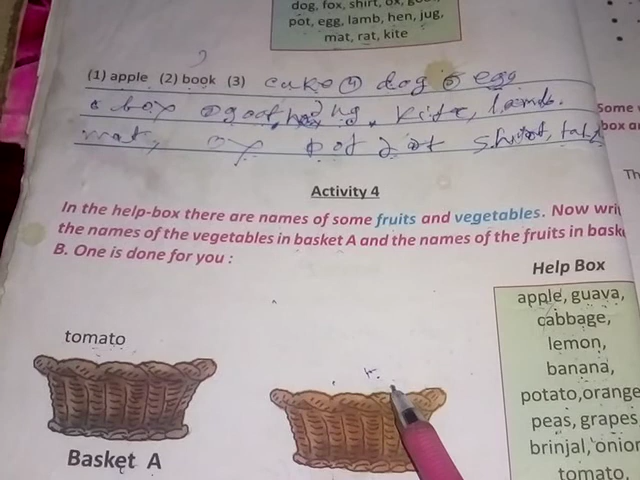 dog, fox, shirt, ox,
pot, egg, lamb, hen, jug,
mat, rat, kite
(1) apple (2) book (3) cake (4) dog (5) egg
box kite, lamb.
mat, ox pot rat
Some
box
Th
Activity 4
In the help-box there are names of some fruits and vegetables. Now writ
the names of the vegetables in basket A and the names of the fruits in bask
B. One is done for you :
Help Box
apple, guava,
cabbage,
lemon,
banana,
potato,orange
peas, grapes
brinjal, onion
tomato,
tomato
Basket A